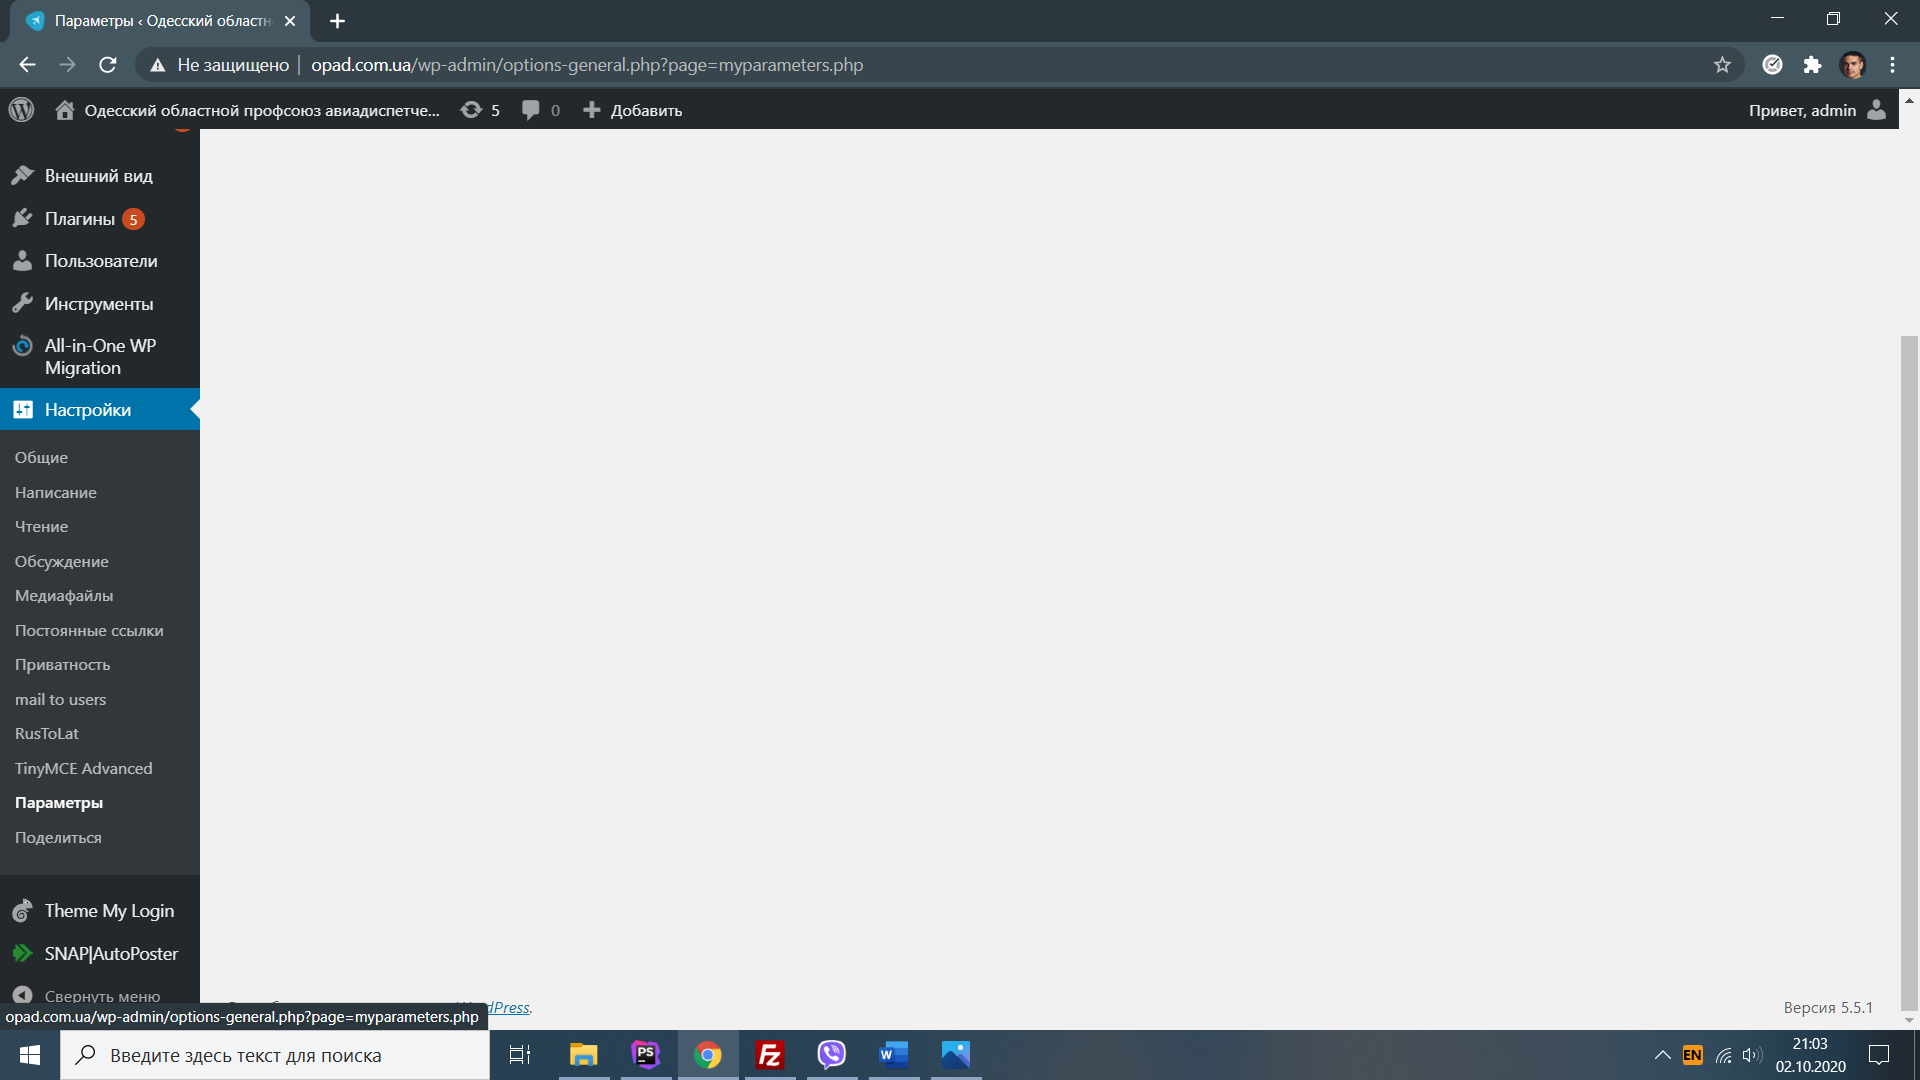 Параметры ‹ Одесский областн
Не защищено
opad.com.ua/wp-admin/options-general.php?page=myparameters.php
Одесский областной профсоюз авиадиспетче...
5
0
Добавить
Привет, admin
Внешний вид
Плагины 5
Пользователи
Инструменты
All-in-One WP
Migration
Настройки
Общие
Написание
Чтение
Обсуждение
Медиафайлы
Постоянные ссылки
Приватность
mail to users
RusToLat
TinyMCE Advanced
Параметры
Поделиться
Theme My Login
SNAP|AutoPoster
Свернуть меню
dPress.
Версия 5.5.1
opad.com.ua/wp-admin/options-general.php?page=myparameters.php
Введите здесь текст для поиска
PS
Fz
W
EN
21:03
02.10.2020